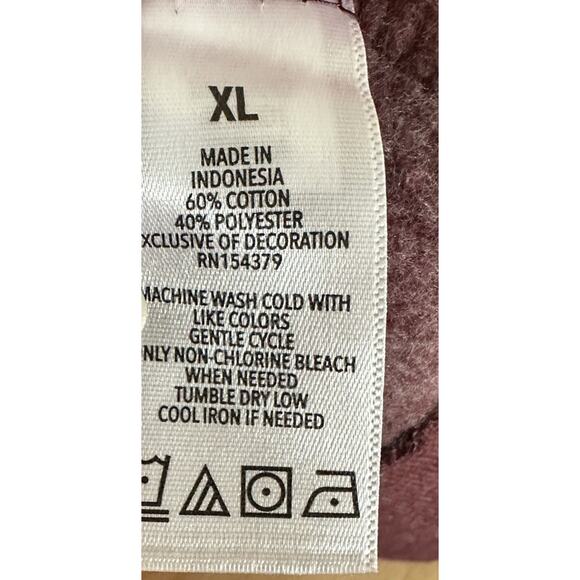 XL
MADE IN
INDONESIA
60% COTTON
40% POLYESTER
XCLUSIVE OF DECORATION
RN154379
MACHINE WASH COLD WITH
LIKE COLORS
GENTLE CYCLE
NLY NON-CHLORINE BLEACH
WHEN NEEDED
TUMBLE DRY LOW
COOL IRON IF NEEDED